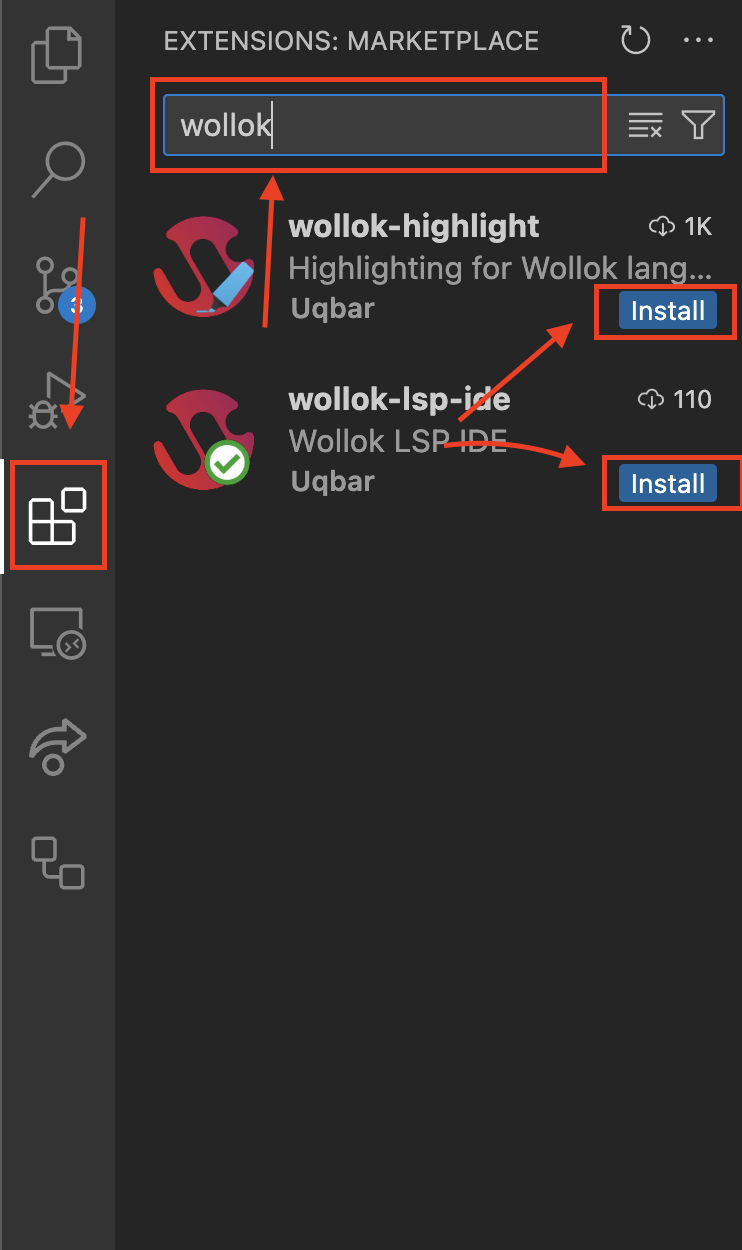 EXTENSIONS: MARKETPLACE
wollok
wollok-highlight 1K
Highlighting for Wollok lang...
Uqbar Install
3
wollok-lsp-ide 110
Wollok LSP IDE
Uqbar Install